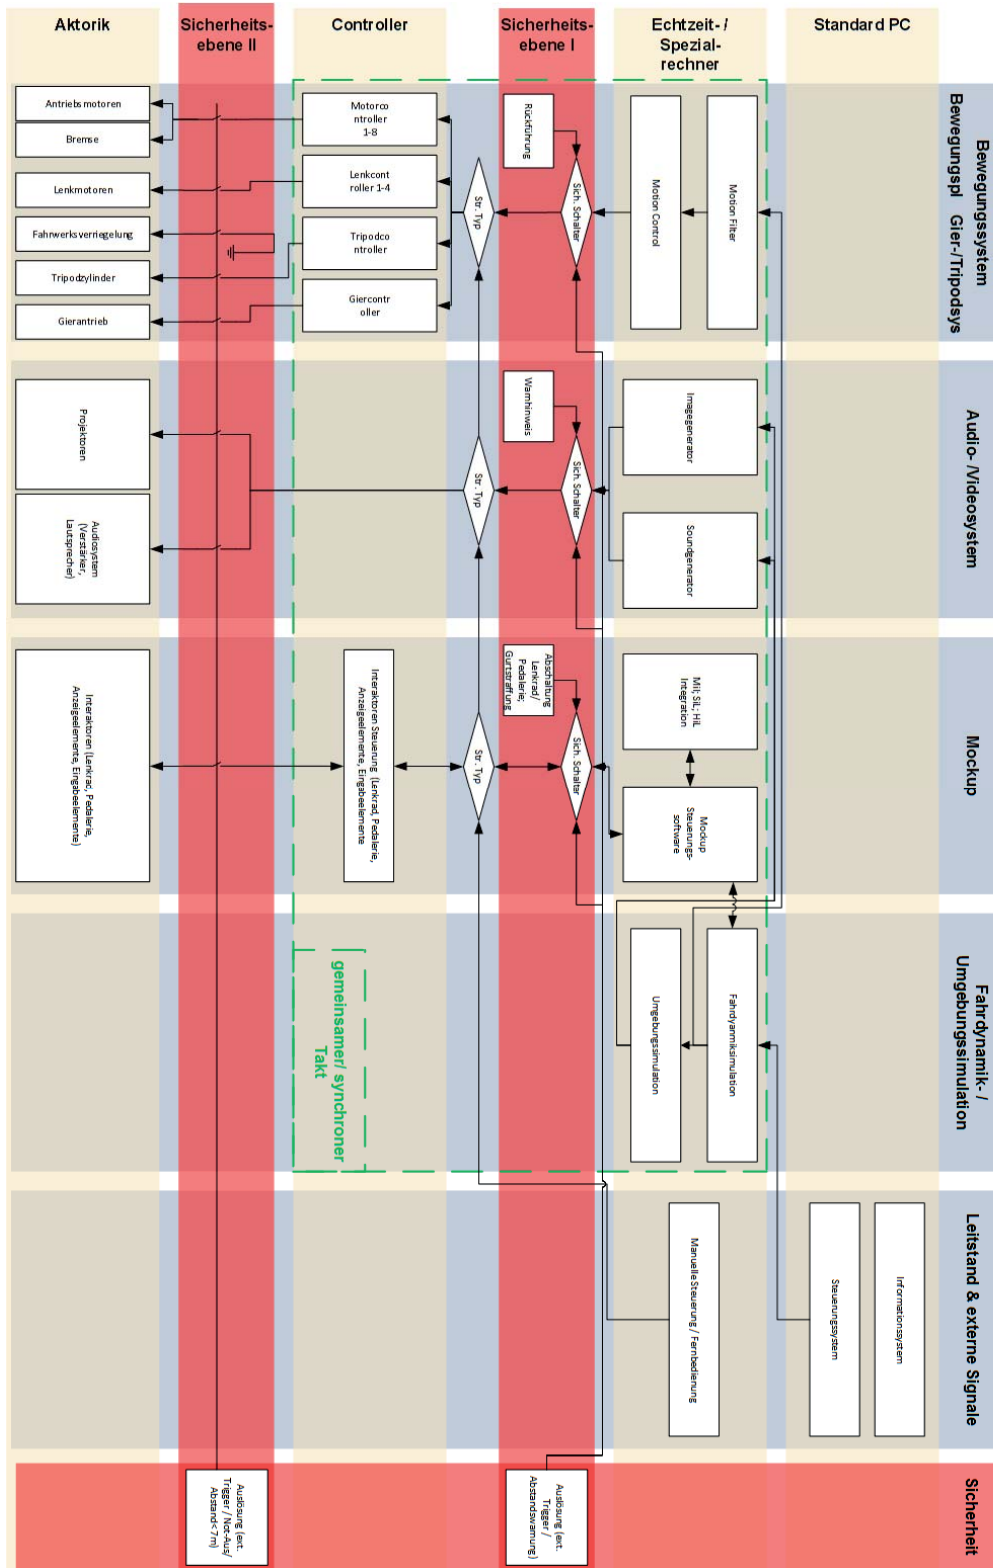 Aktorik
Sicherheits-
ebene II
Controller
Sicherheits-
ebene I
Echtzeit- /
Spezial-
rechner
Standard PC
Bewegungssystem
Bewegungspl Gier-/Tripodsys
Antriebsmotoren
Bremse
Lenkmotoren
Fahrwerksverriegelung
Tripodzylinder
Gierantrieb
Motorco
ntroller
1-8
Lenkcont
roller 1-4
Tripodco
ntroller
Giercontr
oller
Str. Typ
Rückführung
Sich. Schalter
Motion Control
Motion Filter
Audio- /Videosystem
Projektoren
Audiosystem
(Verstärker,
Lautsprecher)
Str. Typ
Warnhinweis
Sich. Schalter
Imagegenerator
Soundgenerator
Mockup
Interaktoren (Lenkrad, Pedalerie,
Anzeigeelemente, Eingabeelemente)
Interaktoren Steuerung (Lenkrad, Pedalerie,
Anzeigeelemente, Eingabeelemente
Str. Typ
Abschaltung
Lenkrad/
Pedalerie;
Gurtstraffung
Sich. Schalter
MiL; SiL; HiL
Integration
Mockup
Steuerungs-
software
Fahrdynamik- /
Umgebungssimulation
gemeinsamer/ synchroner
Takt
Umgebungssimulation
Fahrdyanmiksimulation
Leitstand & externe Signale
Manuelle Steuerung / Fernbedienung
Steuerungssystem
Informationssystem
Sicherheit
Auslösung (ext.
Trigger / Not-Aus/
Abstand<7m)
Auslösung (ext.
Trigger /
Abstandswarnung)